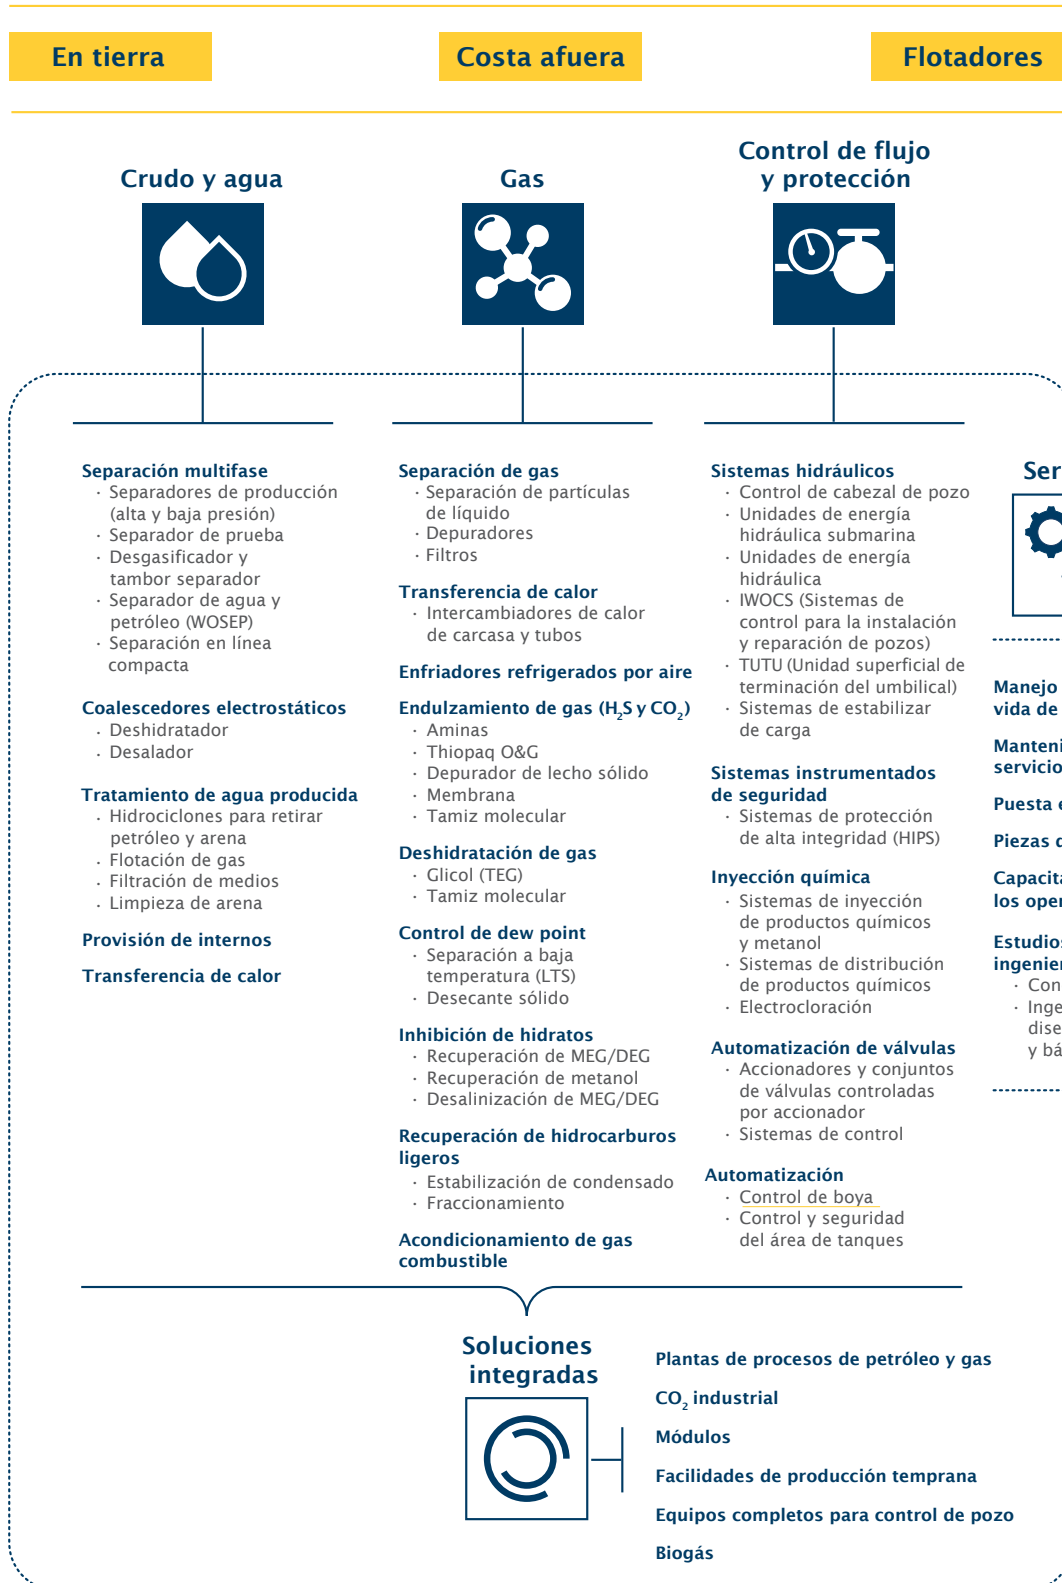 En tierra
Costa afuera
Flotadores
Crudo y agua
Gas
Control de flujo
y protección
Separación multifase
· Separadores de producción
(alta y baja presión)
· Separador de prueba
· Desgasificador y
tambor separador
· Separador de agua y
petróleo (WOSEP)
· Separación en línea
compacta
Coalescedores electrostáticos
· Deshidratador
· Desalador
Tratamiento de agua producida
· Hidrociclones para retirar
petróleo y arena
· Flotación de gas
· Filtración de medios
· Limpieza de arena
Provisión de internos
Transferencia de calor
Separación de gas
· Separación de partículas
de líquido
· Depuradores
· Filtros
Transferencia de calor
· Intercambiadores de calor
de carcasa y tubos
Enfriadores refrigerados por aire
Endulzamiento de gas (H₂S y CO₂)
· Aminas
· Thiopaq O&G
· Depurador de lecho sólido
· Membrana
· Tamiz molecular
Deshidratación de gas
· Glicol (TEG)
· Tamiz molecular
Control de dew point
· Separación a baja
temperatura (LTS)
· Desecante sólido
Inhibición de hidratos
· Recuperación de MEG/DEG
· Recuperación de metanol
· Desalinización de MEG/DEG
Recuperación de hidrocarburos
ligeros
· Estabilización de condensado
· Fraccionamiento
Acondicionamiento de gas
combustible
Sistemas hidráulicos
· Control de cabezal de pozo
· Unidades de energía
hidráulica submarina
· Unidades de energía
hidráulica
· IWOCS (Sistemas de
control para la instalación
y reparación de pozos)
· TUTU (Unidad superficial de
terminación del umbilical)
· Sistemas de estabilizar
de carga
Sistemas instrumentados
de seguridad
· Sistemas de protección
de alta integridad (HIPS)
Inyección química
· Sistemas de inyección
de productos químicos
y metanol
· Sistemas de distribución
de productos químicos
· Electrocloración
Automatización de válvulas
· Accionadores y conjuntos
de válvulas controladas
por accionador
· Sistemas de control
Automatización
· Control de boya
· Control y seguridad
del área de tanques
Ser
Manejo
vida de
Manteni
servicio
Puesta e
Piezas d
Capacita
los oper
Estudios
ingenier
· Con
· Inge
dise
y bá
Soluciones
integradas
Plantas de procesos de petróleo y gas
CO₂ industrial
Módulos
Facilidades de producción temprana
Equipos completos para control de pozo
Biogás